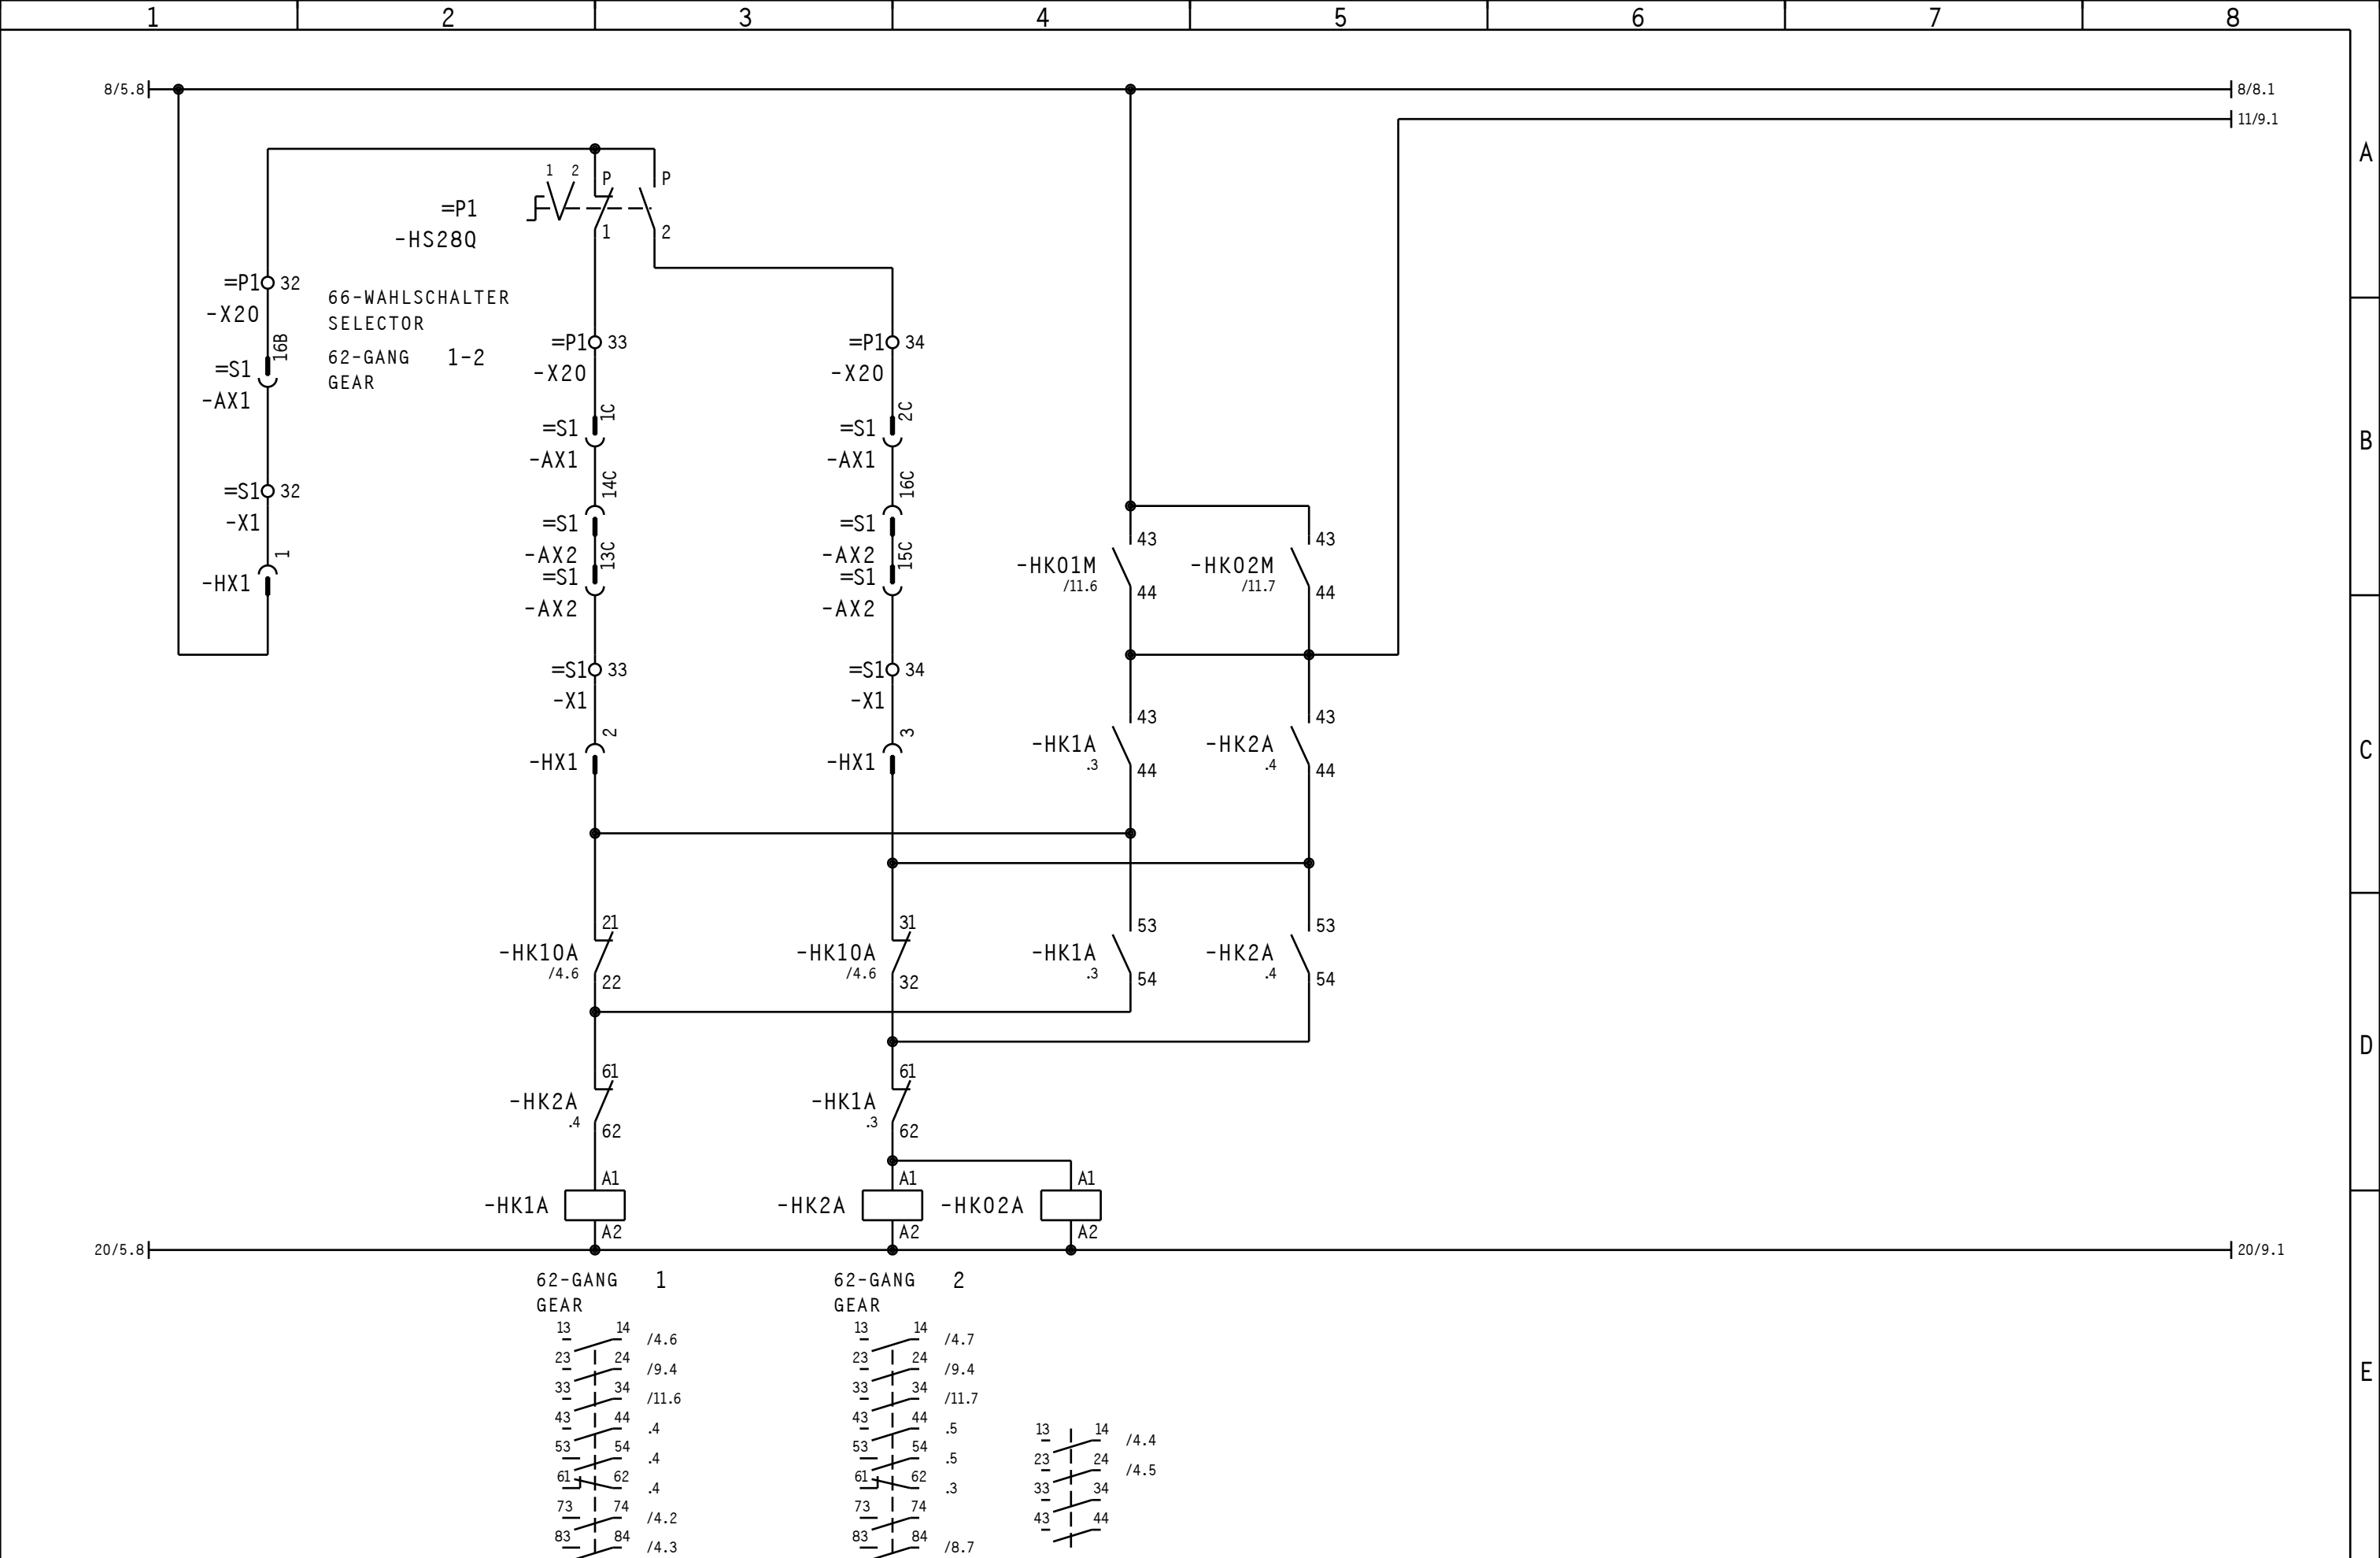 1 2 3 4 5 6 7 8
8/5.8 8/8.1
11/9.1
A
1 2 P P
=P1
-HS28Q
1 2
=P1 32
-X20
66-WAHLSCHALTER
SELECTOR
62-GANG 1-2
GEAR
16B
=S1
-AX1
=P1 33
-X20
=P1 34
-X20
1C
=S1
-AX1
2C
=S1
-AX1
B
14C
16C
=S1 32
-X1
=S1
-AX2
13C
=S1
-AX2
=S1
-AX2
15C
=S1
-AX2
1
-HX1
43
-HK01M
/11.6
44
43
-HK02M
/11.7
44
=S1 33
-X1
=S1 34
-X1
2
-HX1
3
-HX1
43
-HK1A
.3
44
43
-HK2A
.4
44
C
21
-HK10A
/4.6
22
31
-HK10A
/4.6
32
53
-HK1A
.3
54
53
-HK2A
.4
54
D
61
-HK2A
.4
62
61
-HK1A
.3
62
A1 A1 A1
-HK1A -HK2A -HK02A
A2 A2 A2
20/5.8 20/9.1
62-GANG 1
GEAR
62-GANG 2
GEAR
13 14 /4.6
23 24 /9.4
33 34 /11.6
43 44 .4
53 54 .4
61 62 .4
73 74 /4.2
83 84 /4.3
13 14 /4.7
23 24 /9.4
33 34 /11.7
43 44 .5
53 54 .5
61 62 .3
73 74
83 84 /8.7
13 14 /4.4
23 24 /4.5
33 34
43 44
E